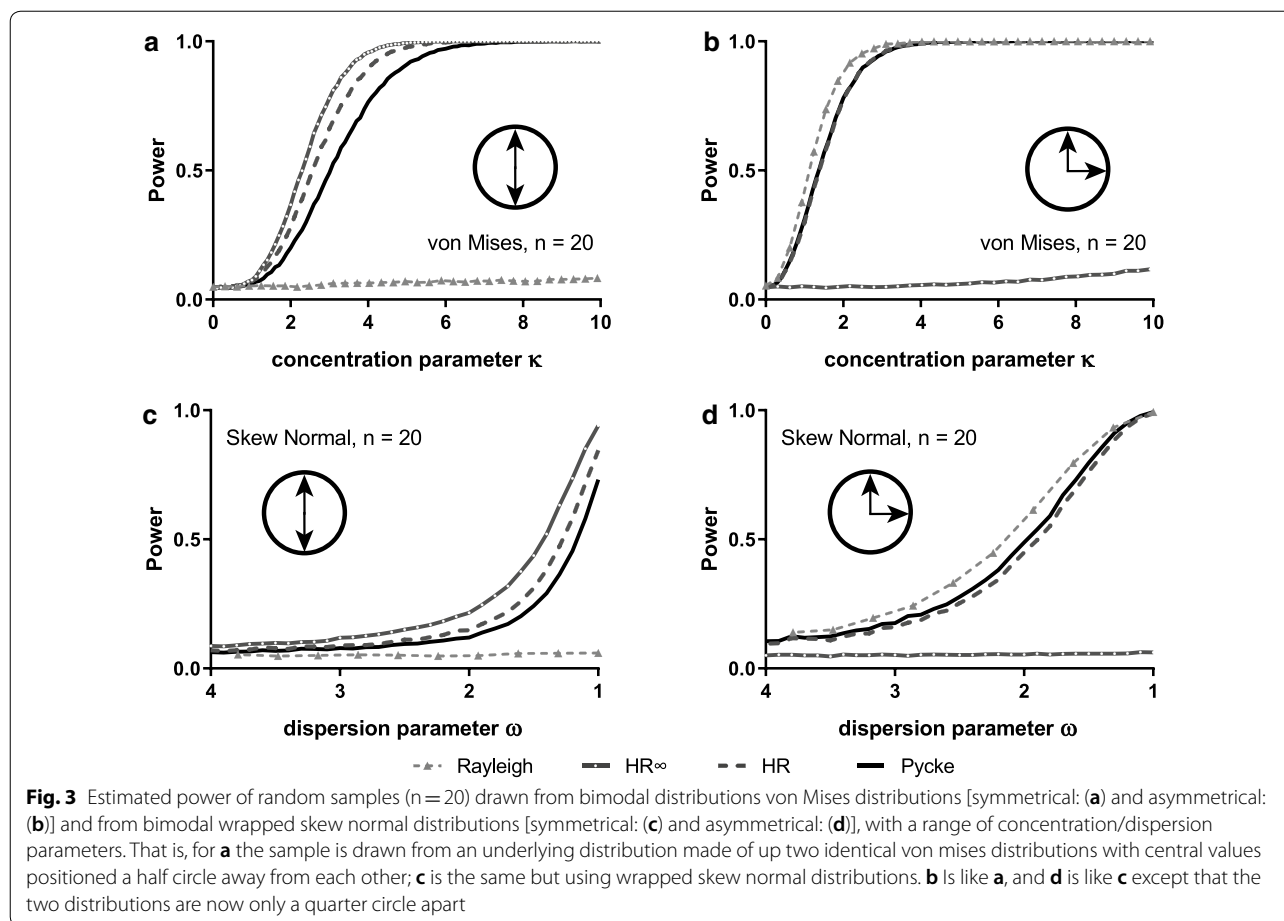 a
1.0
0.5
0.0
Power
von Mises, n = 20
0 2 4 6 8 10
concentration parameter κ
b
1.0
0.5
0.0
Power
von Mises, n = 20
0 2 4 6 8 10
concentration parameter κ
c
1.0
0.5
0.0
Power
Skew Normal, n = 20
4 3 2 1
dispersion parameter ω
d
1.0
0.5
0.0
Power
Skew Normal, n = 20
4 3 2 1
dispersion parameter ω
Rayleigh HR∞ HR Pycke
Fig. 3 Estimated power of random samples (n = 20) drawn from bimodal distributions von Mises distributions [symmetrical: (a) and asymmetrical:
(b)] and from bimodal wrapped skew normal distributions [symmetrical: (c) and asymmetrical: (d)], with a range of concentration/dispersion
parameters. That is, for a the sample is drawn from an underlying distribution made of up two identical von mises distributions with central values
positioned a half circle away from each other; c is the same but using wrapped skew normal distributions. b Is like a, and d is like c except that the
two distributions are now only a quarter circle apart